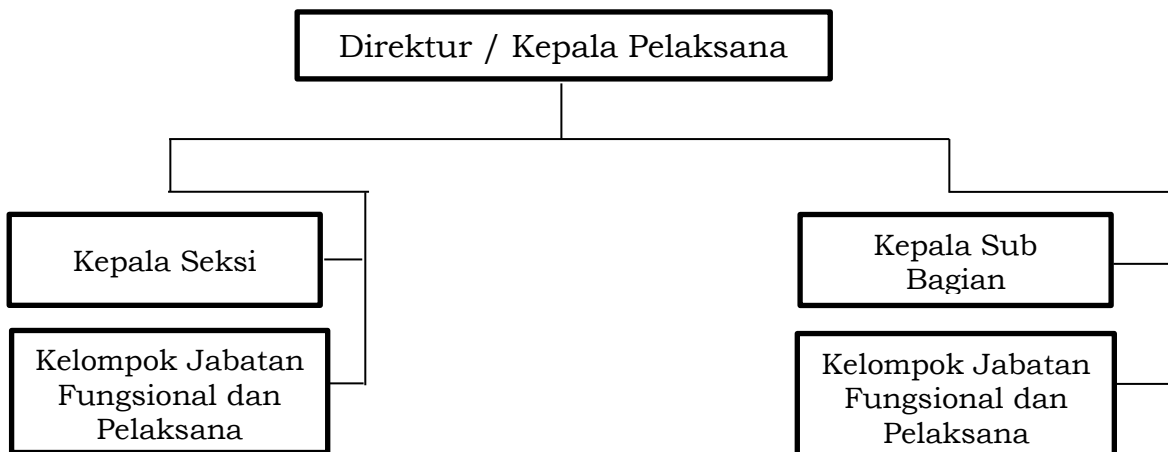 Direktur / Kepala Pelaksana
Kepala Seksi
Kelompok Jabatan
Fungsional dan
Pelaksana
Kepala Sub
Bagian
Kelompok Jabatan
Fungsional dan
Pelaksana